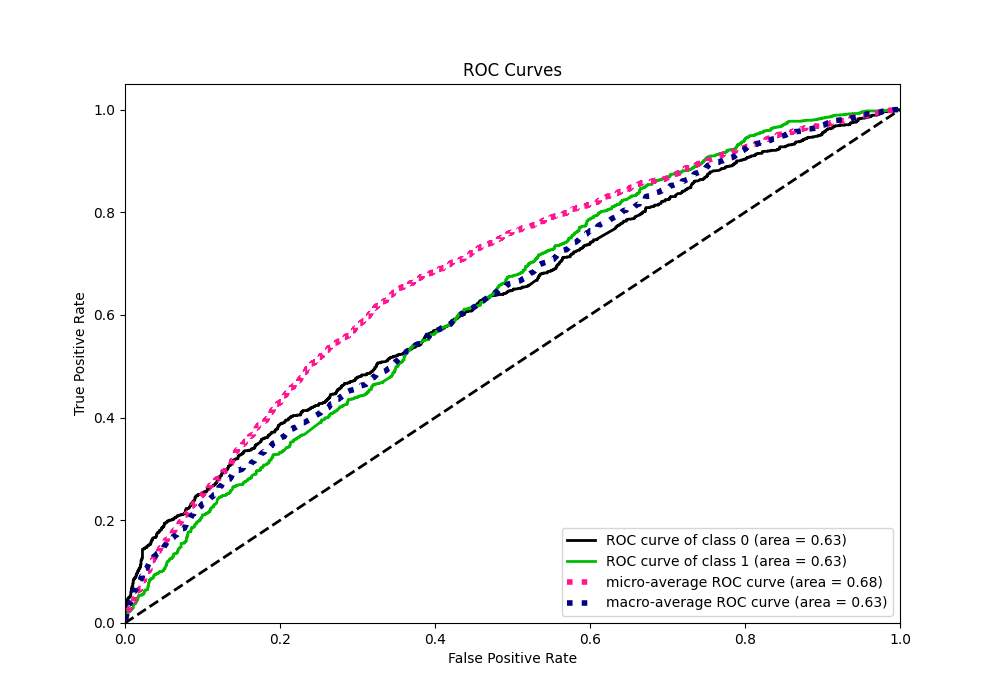 ROC Curves
True Positive Rate
1.0
0.8
0.6
0.4
0.2
0.0
0.0 0.2 0.4 0.6 0.8 1.0
False Positive Rate
ROC curve of class 0 (area = 0.63)
ROC curve of class 1 (area = 0.63)
micro-average ROC curve (area = 0.68)
macro-average ROC curve (area = 0.63)